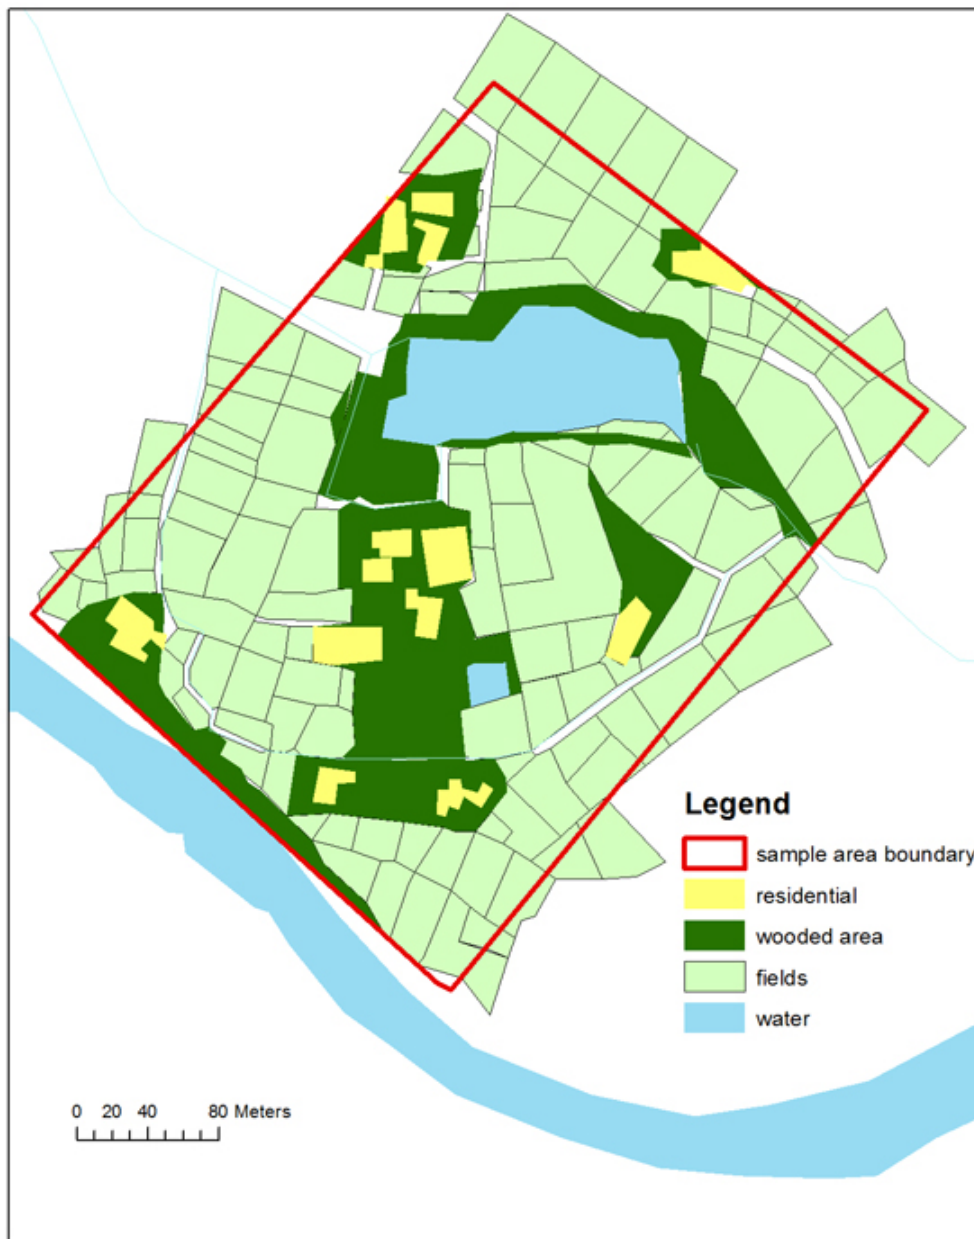 Legend
sample area boundary
residential
wooded area
fields
water
0 20 40 80 Meters